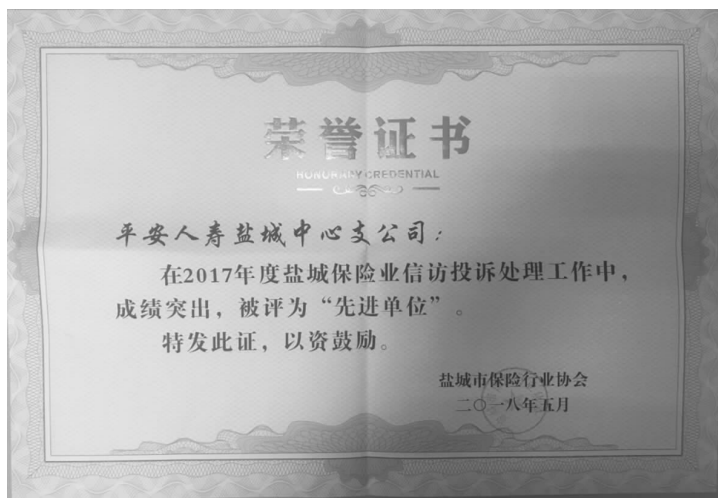 荣誉证书
HONORARY CREDENTIAL
平安人寿盐城中心支公司：
在2017年度盐城保险业信访投诉处理工作中，
成绩突出，被评为“先进单位”。
特发此证，以资鼓励。
盐城市保险行业协会
二〇一八年五月